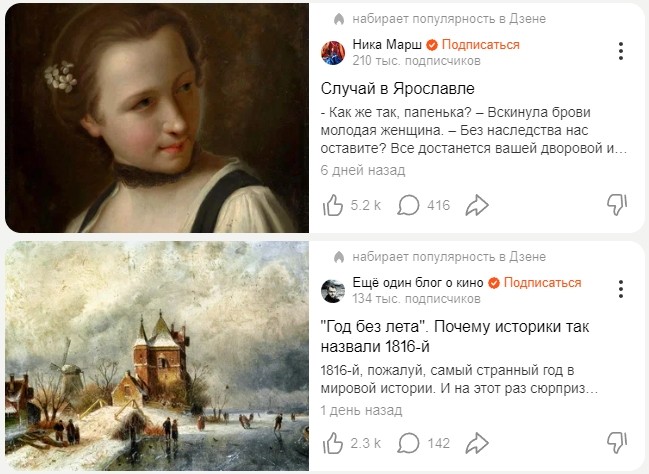 набирает популярность в Дзене
Ника Марш Подписаться
210 тыс. подписчиков
Случай в Ярославле
- Как же так, папенька? – Вскинула брови
молодая женщина. – Без наследства нас
оставите? Все достанется вашей дворовой и…
6 дней назад
5.2 k 416
набирает популярность в Дзене
Ещё один блог о кино Подписаться
134 тыс. подписчиков
"Год без лета". Почему историки так
назвали 1816-й
1816-й, пожалуй, самый странный год в
мировой истории. И на этот раз сюрприз…
1 день назад
2.3 k 142